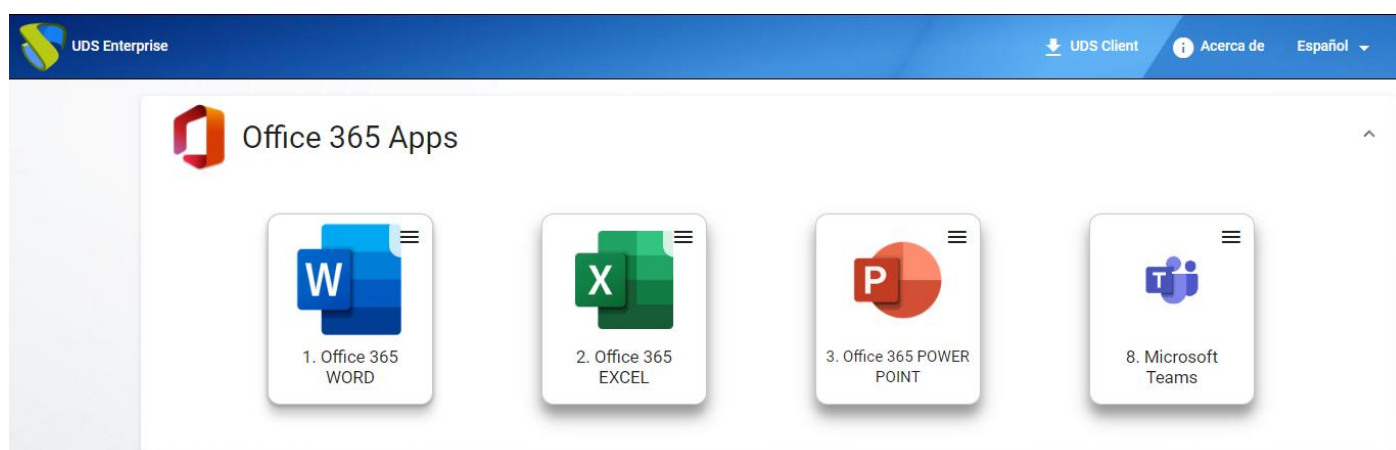 UDS Enterprise
UDS Client
Acerca de
Español
Office 365 Apps
W
X
P
T
1. Office 365
WORD
2. Office 365
EXCEL
3. Office 365 POWER
POINT
8. Microsoft
Teams